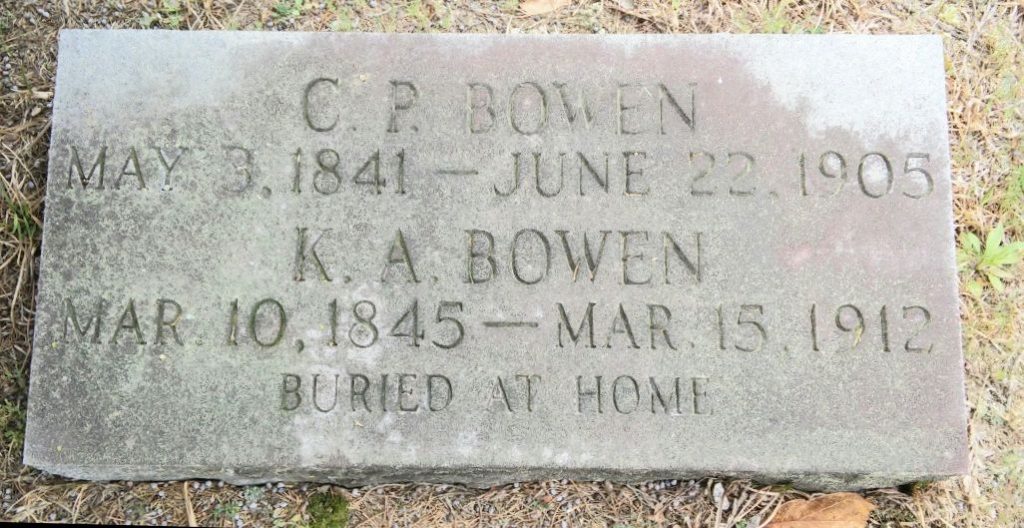 C. P. BOWEN
MAY 3, 1841 — JUNE 22, 1905
K. A. BOWEN
MAR. 10, 1845 — MAR. 15, 1912
BURIED AT HOME